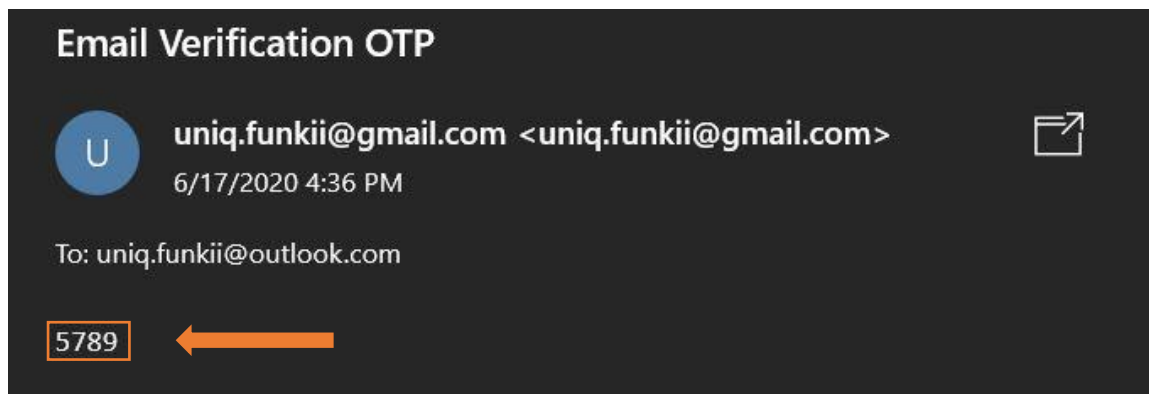 Email Verification OTP
U
uniq.funkii@gmail.com <uniq.funkii@gmail.com>
6/17/2020 4:36 PM
To: uniq.funkii@outlook.com
5789